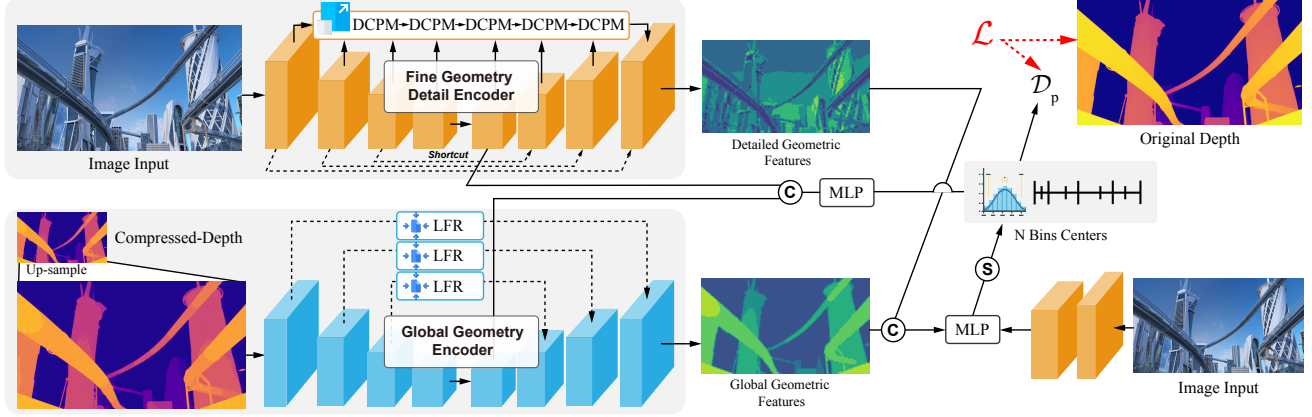 DCPM DCPM DCPM DCPM DCPM DCPM
Fine Geometry
Detail Encoder
Shortcut
Image Input
Detailed Geometric
Features
ℒ
𝒟p
Original Depth
C
MLP
N Bins Centers
Compressed-Depth
Up-sample
LFR
LFR
LFR
Global Geometry
Encoder
Global Geometric
Features
S
C
MLP
Image Input